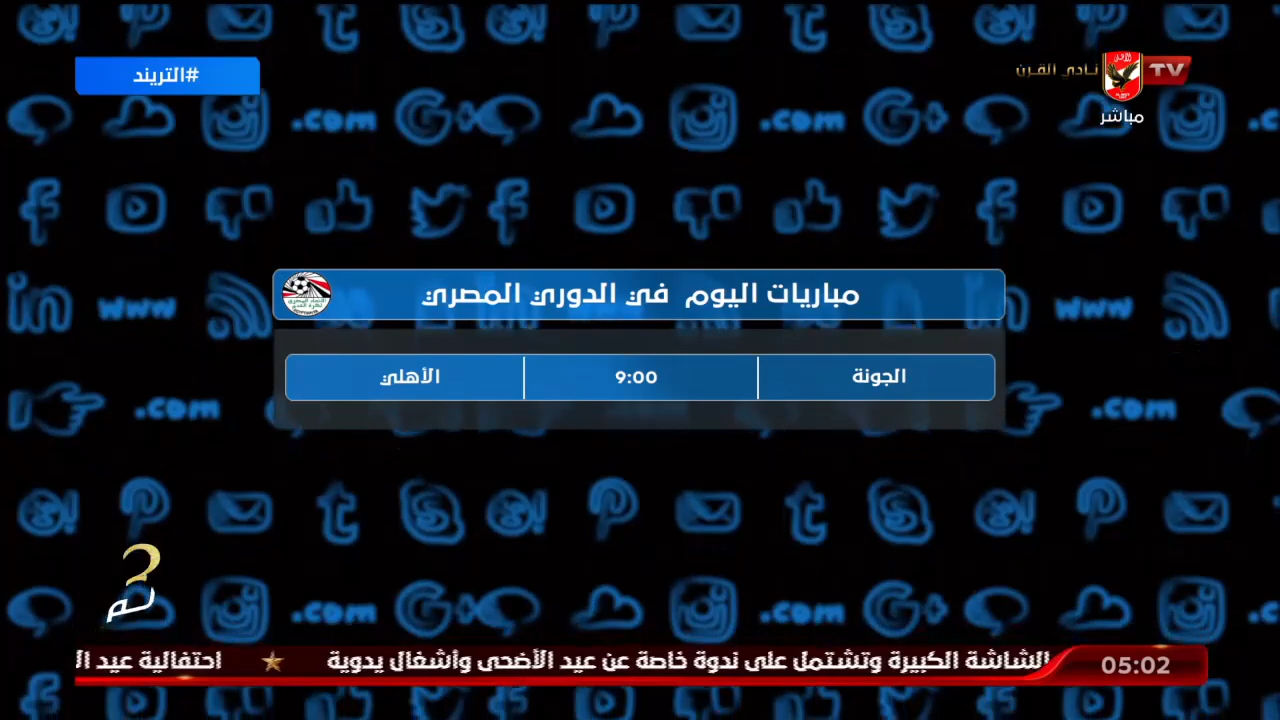 #التريند
نادي القرن
TV
مباشر
مباريات اليوم في الدوري المصري
الجونة
9:00
الأهلي
الشاشة الكبيرة وتشتمل على ندوة خاصة عن عيد الأضحى وأشغال يدوية
احتفالية عيد
05:02